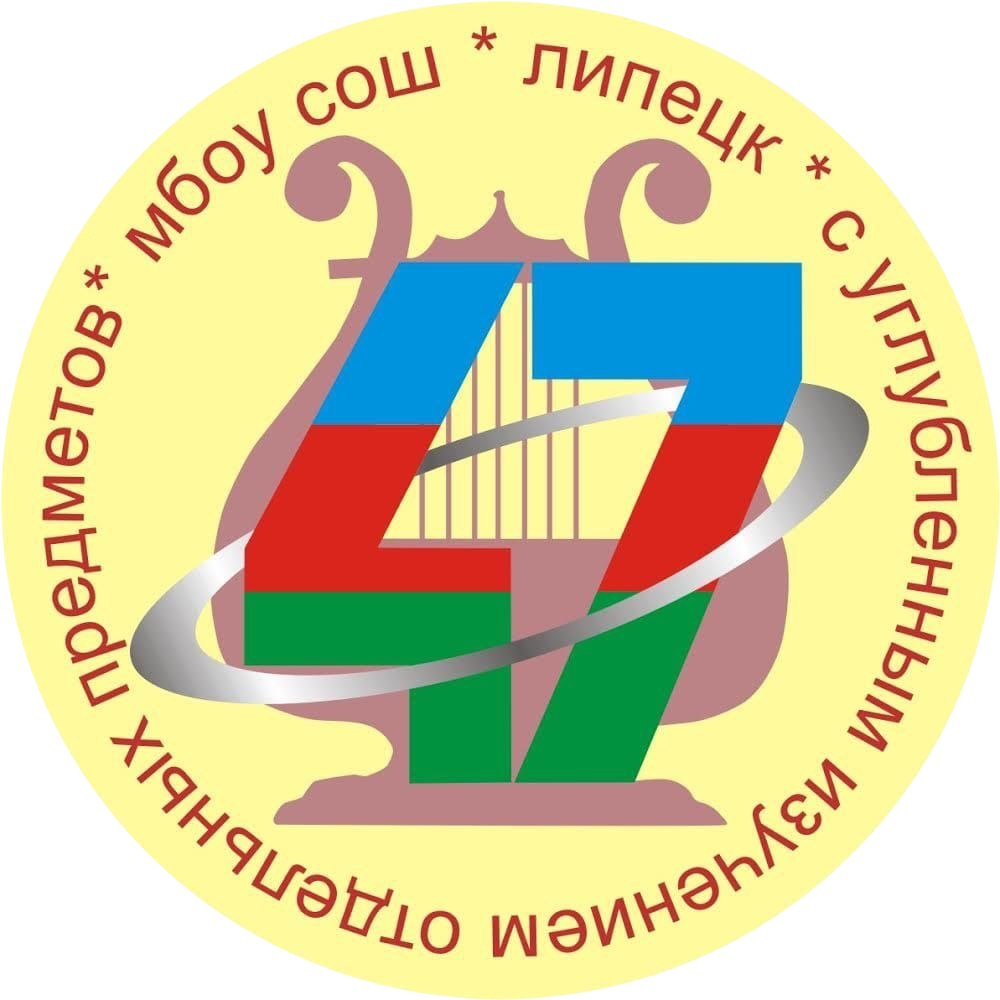 мбоу сош * липецк * с углубленным изучением отдельных предметов*
47